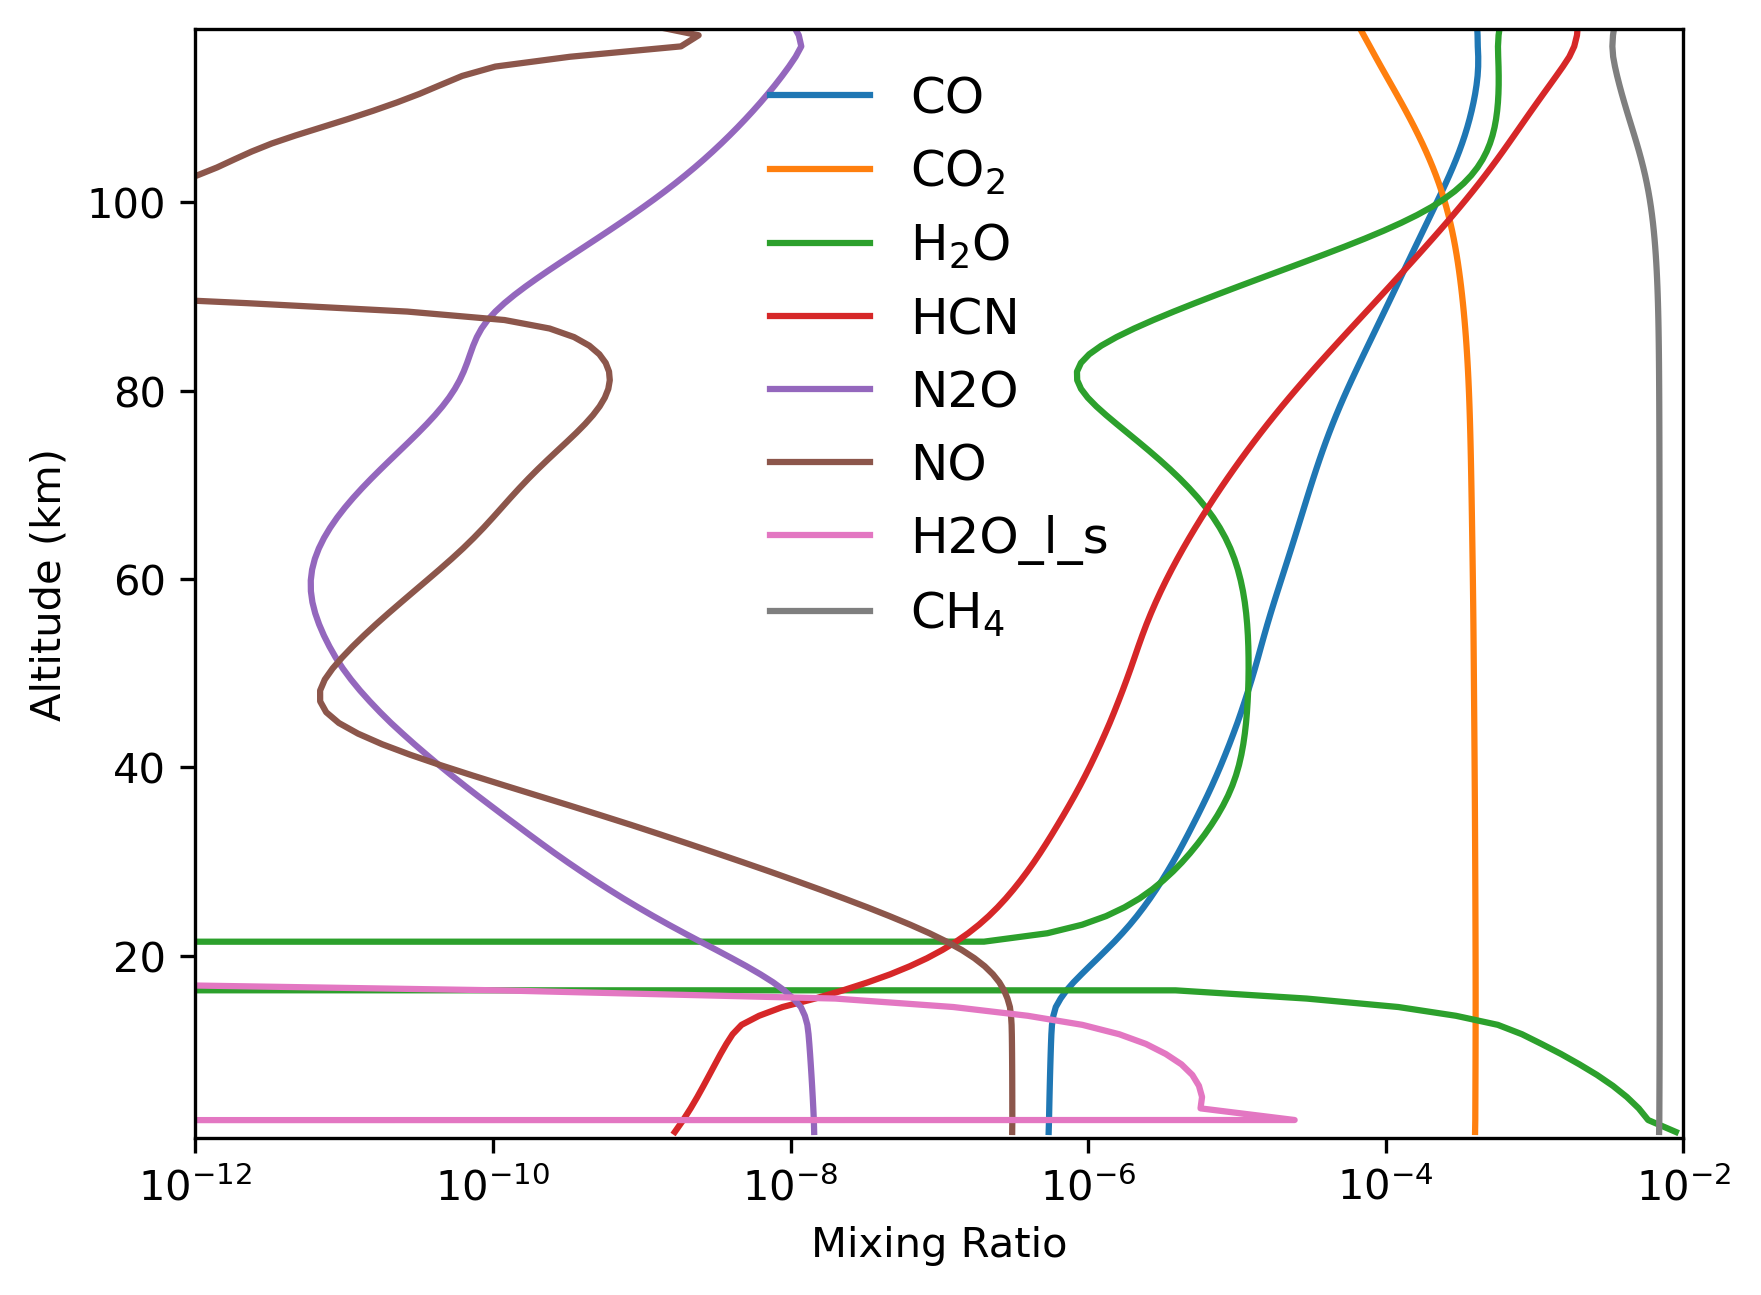 CO
CO₂
H₂O
HCN
N2O
NO
H2O_l_s
CH₄
100
80
60
40
20
Altitude (km)
10⁻¹² 10⁻¹⁰ 10⁻⁸ 10⁻⁶ 10⁻⁴ 10⁻²
Mixing Ratio